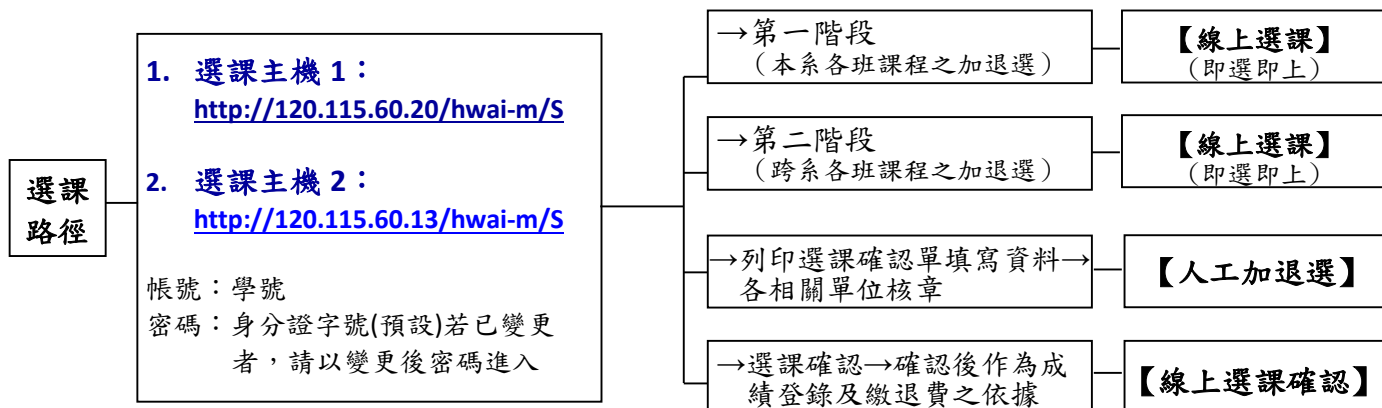 選課
路徑
1. 選課主機 1：
http://120.115.60.20/hwai-m/S
2. 選課主機 2：
http://120.115.60.13/hwai-m/S
帳號：學號
密碼：身分證字號(預設)若已變更
者，請以變更後密碼進入
→第一階段
（本系各班課程之加退選）
【線上選課】
（即選即上）
→第二階段
（跨系各班課程之加退選）
【線上選課】
（即選即上）
→列印選課確認單填寫資料→
各相關單位核章
【人工加退選】
→選課確認→確認後作為成
績登錄及繳退費之依據
【線上選課確認】